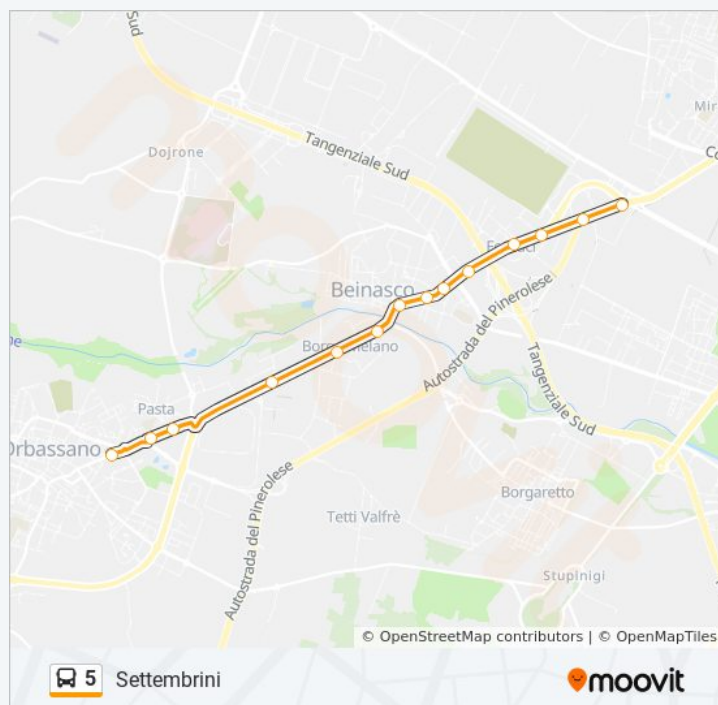 Sud
Mir
Tangenziale Sud
Dojrone
Co
Beinasco
Autostrada del Pinerolese
Tangenziale Sud
Pasta
Orbassano
Borgaretto
Autostrada del Pinerolese
Tetti Valfrè
Stupinigi
© OpenStreetMap contributors | © OpenMapTiles
5 Settembrini
moovit